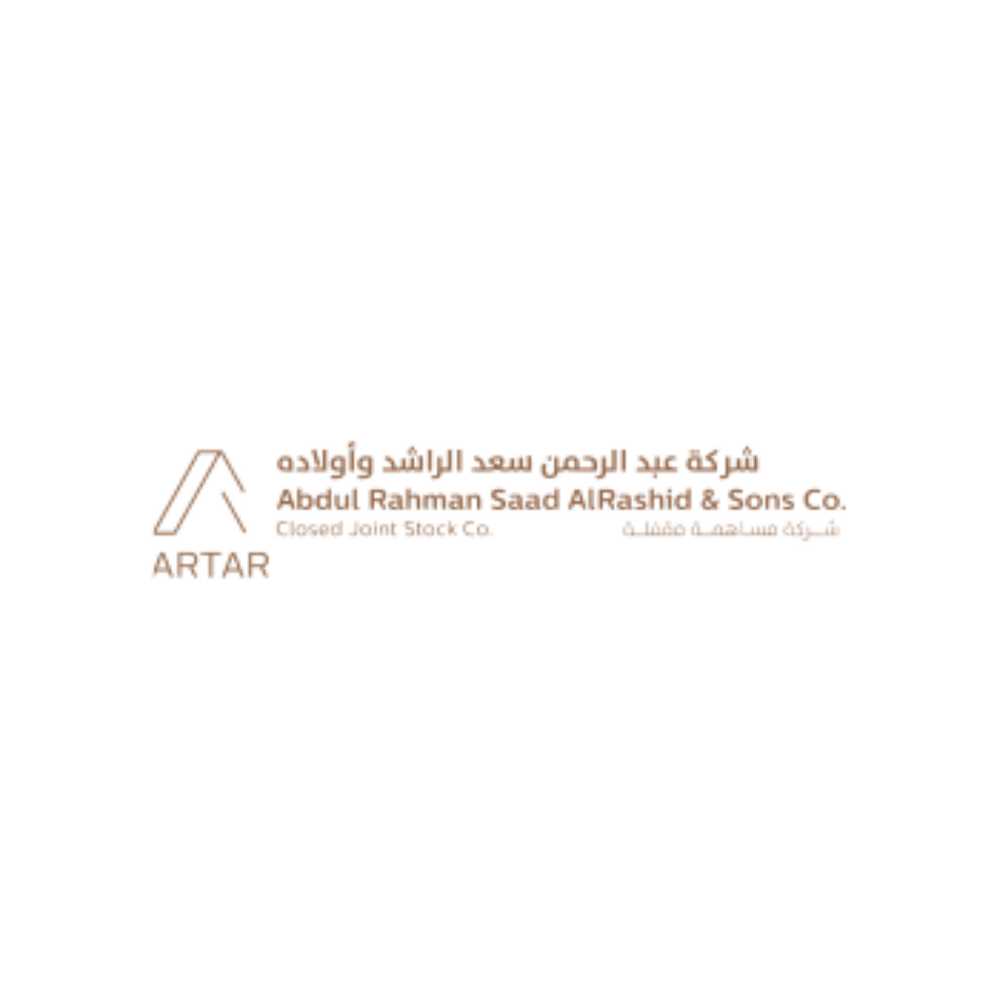 شركة عبد الرحمن سعد الراشد وأولاده
Abdul Rahman Saad AlRashid & Sons Co.
Closed Joint Stock Co. شركة مساهمة مقفلة
ARTAR